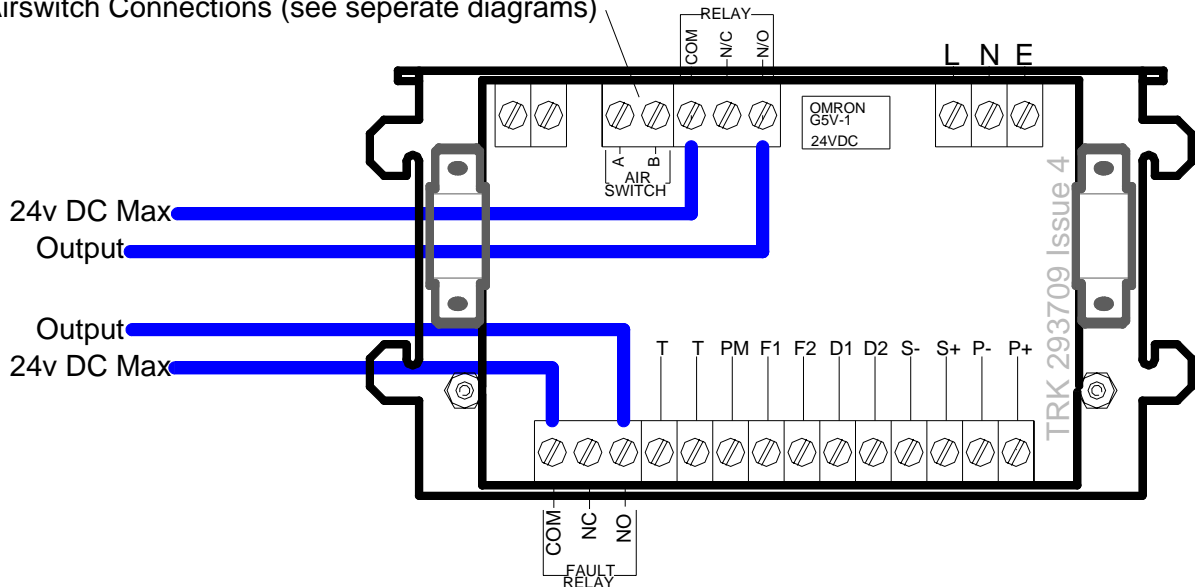 Airswitch Connections (see seperate diagrams)
RELAY
COM
N/C
N/O
L N E
OMRON
G5V-1
24VDC
A
B
AIR
SWITCH
24v DC Max
Output
Output
24v DC Max
T T PM F1 F2 D1 D2 S- S+ P- P+
TRK 293709 Issue 4
COM
NC
NO
FAULT
RELAY